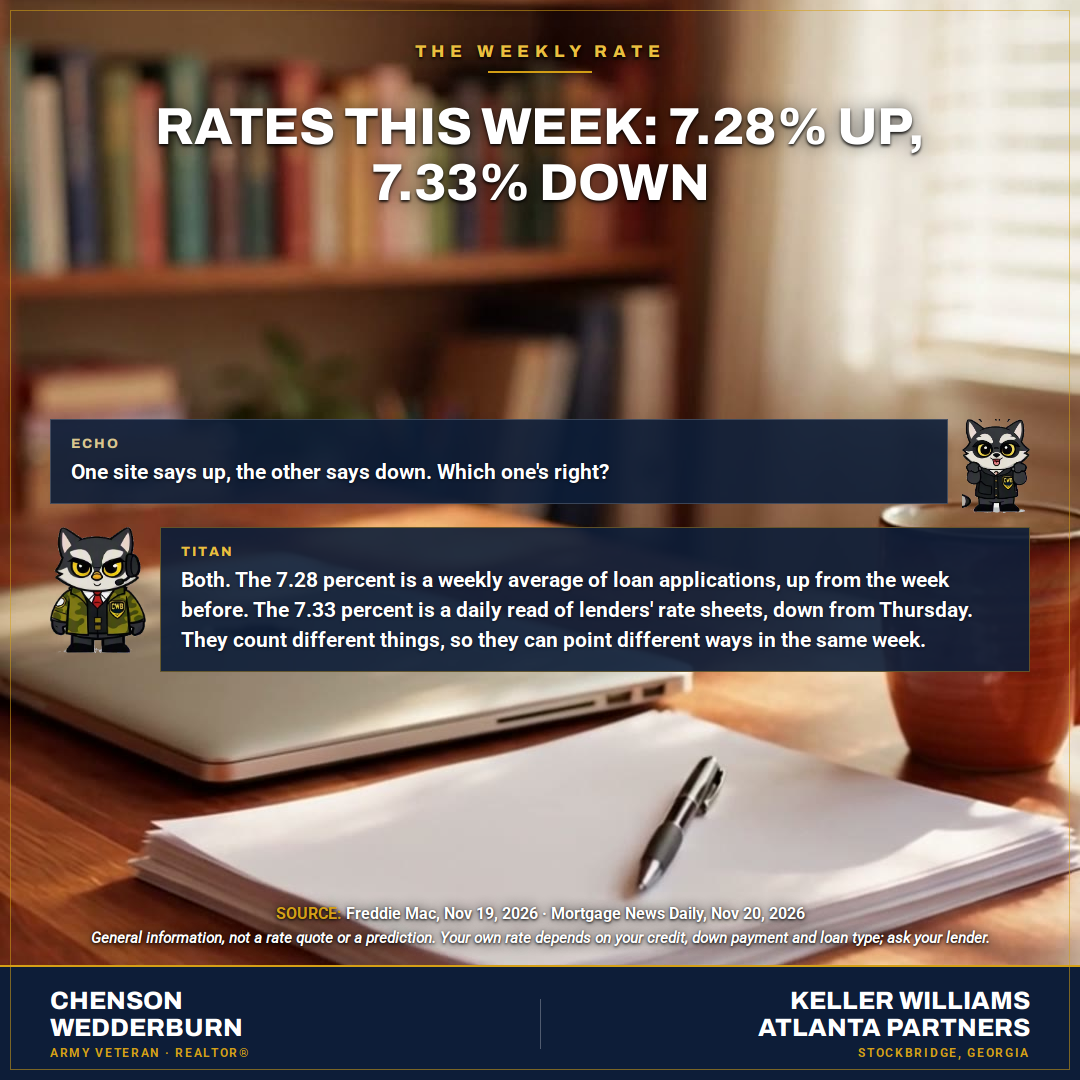 THE WEEKLY RATE
RATES THIS WEEK: 7.28% UP,
7.33% DOWN
ECHO
One site says up, the other says down. Which one's right?
TITAN
Both. The 7.28 percent is a weekly average of loan applications, up from the week
before. The 7.33 percent is a daily read of lenders' rate sheets, down from Thursday.
They count different things, so they can point different ways in the same week.
CWB
SOURCE: Freddie Mac, Nov 19, 2026 · Mortgage News Daily, Nov 20, 2026
General information, not a rate quote or a prediction. Your own rate depends on your credit, down payment and loan type; ask your lender.
CHENSON
WEDDERBURN
ARMY VETERAN · REALTOR®
KELLER WILLIAMS
ATLANTA PARTNERS
STOCKBRIDGE, GEORGIA